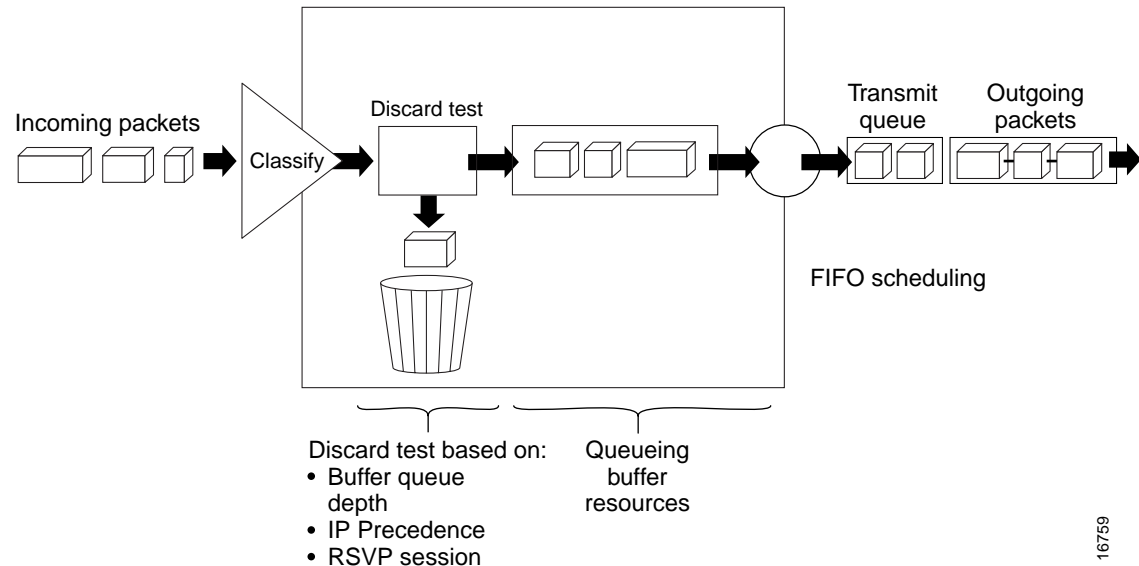 Incoming packets
Classify
Discard test
Transmit
queue
Outgoing
packets
FIFO scheduling
Discard test based on:
• Buffer queue
depth
• IP Precedence
• RSVP session
Queueing
buffer
resources
16759